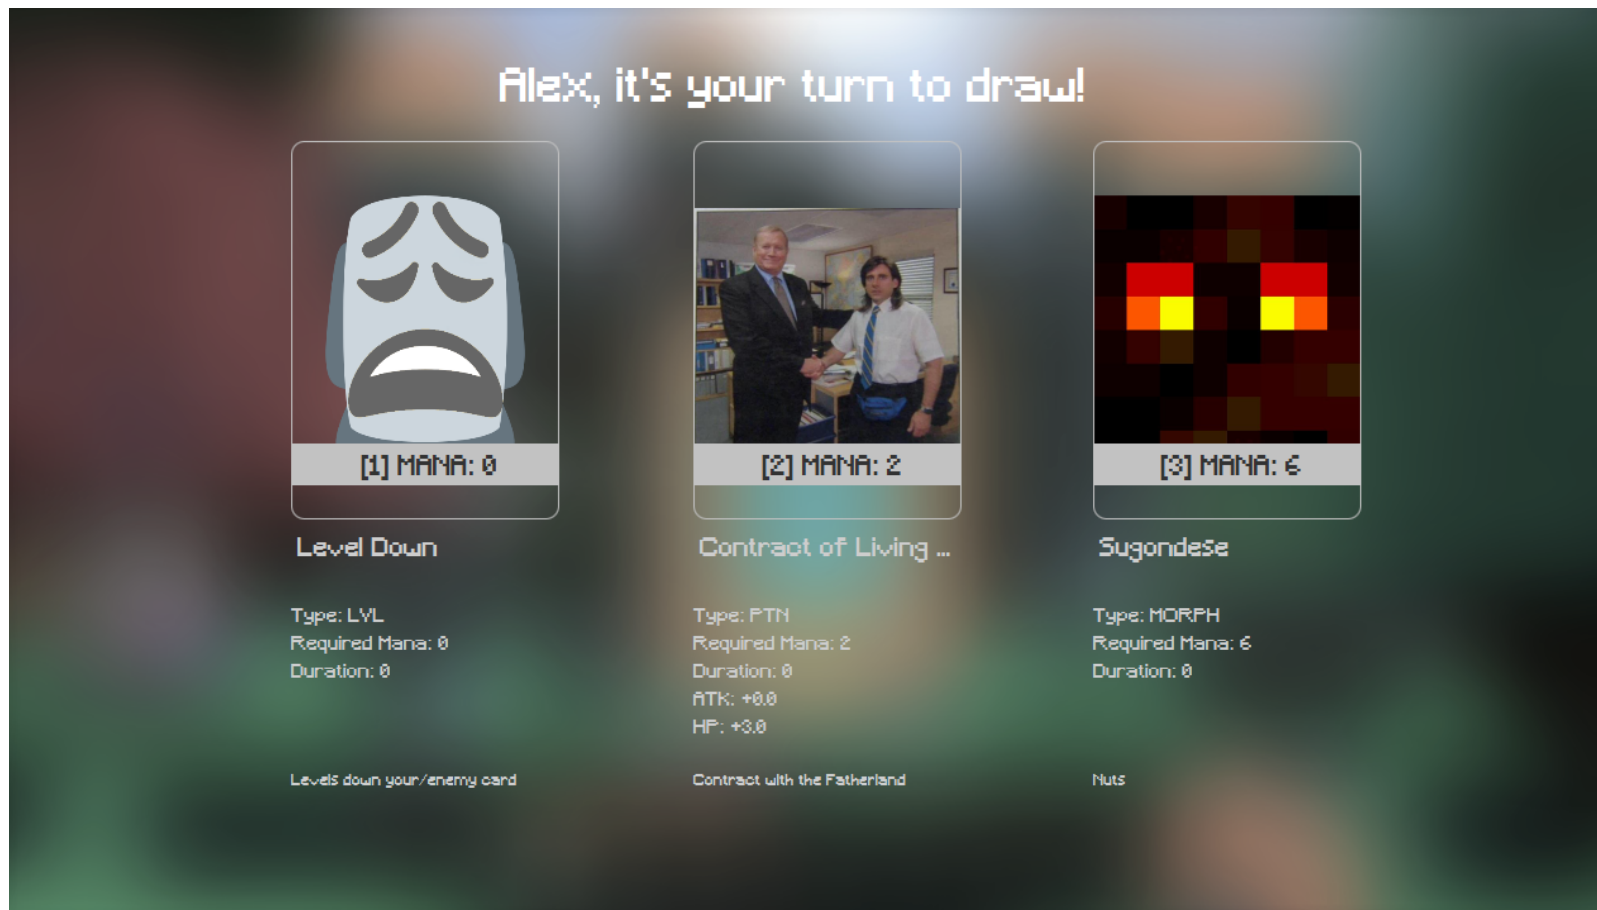 Alex, it's your turn to draw!
[1] MANA: 0
[2] MANA: 2
[3] MANA: 6
Level Down
Contract of Living ...
Sugondese
Type: LVL
Required Mana: 0
Duration: 0
Type: PTN
Required Mana: 2
Duration: 0
ATK: +0.0
HP: +3.0
Type: MORPH
Required Mana: 6
Duration: 0
Levels down your/enemy card
Contract with the Fatherland
Nuts